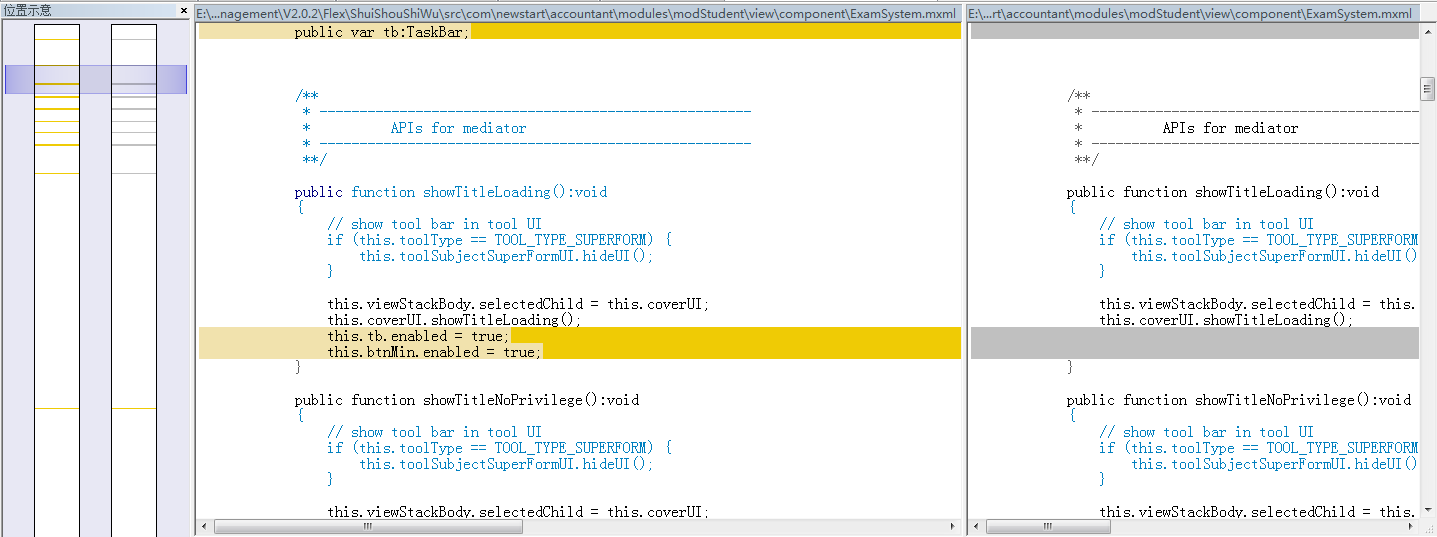 位置示意
E:\...nagement\V2.0.2\Flex\ShuiShouShiWu\src\com\newstart\accountant\modules\modStudent\view\component\ExamSystem.mxml
public var tb:TaskBar;
/**
* ------------------------------------------------------
* APIs for mediator
* ------------------------------------------------------
**/
public function showTitleLoading():void
{
// show tool bar in tool UI
if (this.toolType == TOOL_TYPE_SUPERFORM) {
this.toolSubjectSuperFormUI.hideUI();
}
this.viewStackBody.selectedChild = this.coverUI;
this.coverUI.showTitleLoading();
this.tb.enabled = true;
this.btnMin.enabled = true;
}
public function showTitleNoPrivilege():void
{
// show tool bar in tool UI
if (this.toolType == TOOL_TYPE_SUPERFORM) {
this.toolSubjectSuperFormUI.hideUI();
}
this.viewStackBody.selectedChild = this.coverUI;
E:\...rt\accountant\modules\modStudent\view\component\ExamSystem.mxml
/**
* -----------------------------------------
* APIs for mediator
* -----------------------------------------
**/
public function showTitleLoading():void
{
// show tool bar in tool UI
if (this.toolType == TOOL_TYPE_SUPERFORM
this.toolSubjectSuperFormUI.hideUI()
}
this.viewStackBody.selectedChild = this.
this.coverUI.showTitleLoading();
}
public function showTitleNoPrivilege():void
{
// show tool bar in tool UI
if (this.toolType == TOOL_TYPE_SUPERFORM
this.toolSubjectSuperFormUI.hideUI()
}
this.viewStackBody.selectedChild = this.